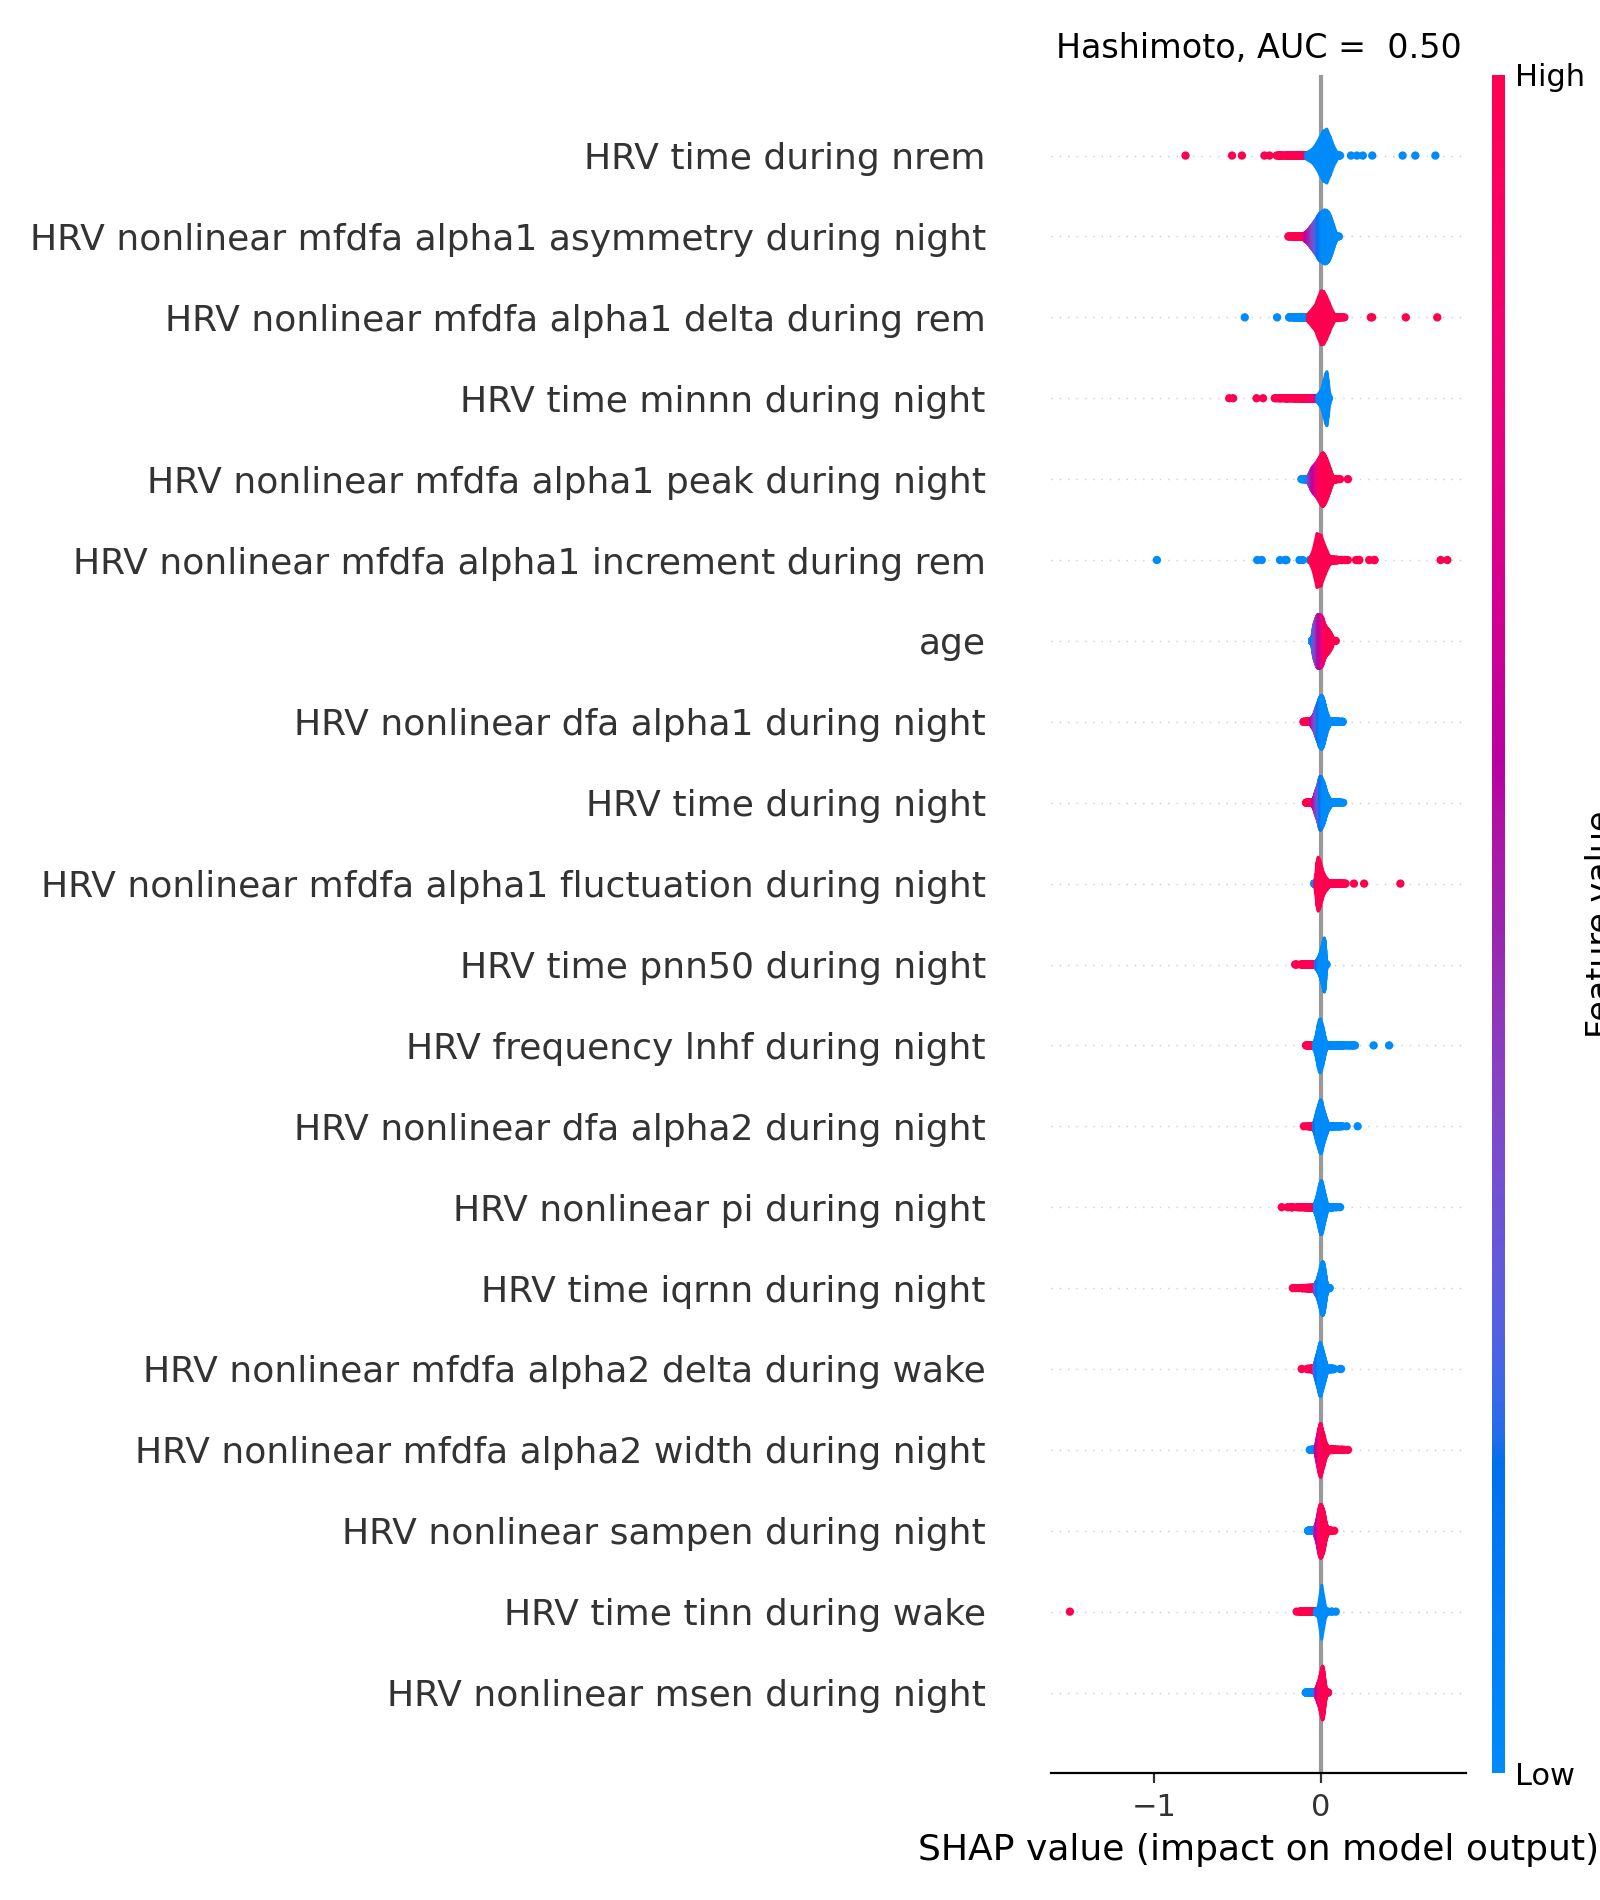 Hashimoto, AUC =  0.50
High
HRV time during nrem
HRV nonlinear mfdfa alpha1 asymmetry during night
HRV nonlinear mfdfa alpha1 delta during rem
HRV time minnn during night
HRV nonlinear mfdfa alpha1 peak during night
HRV nonlinear mfdfa alpha1 increment during rem
age
HRV nonlinear dfa alpha1 during night
HRV time during night
HRV nonlinear mfdfa alpha1 fluctuation during night
HRV time pnn50 during night
HRV frequency lnhf during night
HRV nonlinear dfa alpha2 during night
HRV nonlinear pi during night
HRV time iqrnn during night
HRV nonlinear mfdfa alpha2 delta during wake
HRV nonlinear mfdfa alpha2 width during night
HRV nonlinear sampen during night
HRV time tinn during wake
HRV nonlinear msen during night
Feature value
Low
−1 0
SHAP value (impact on model output)